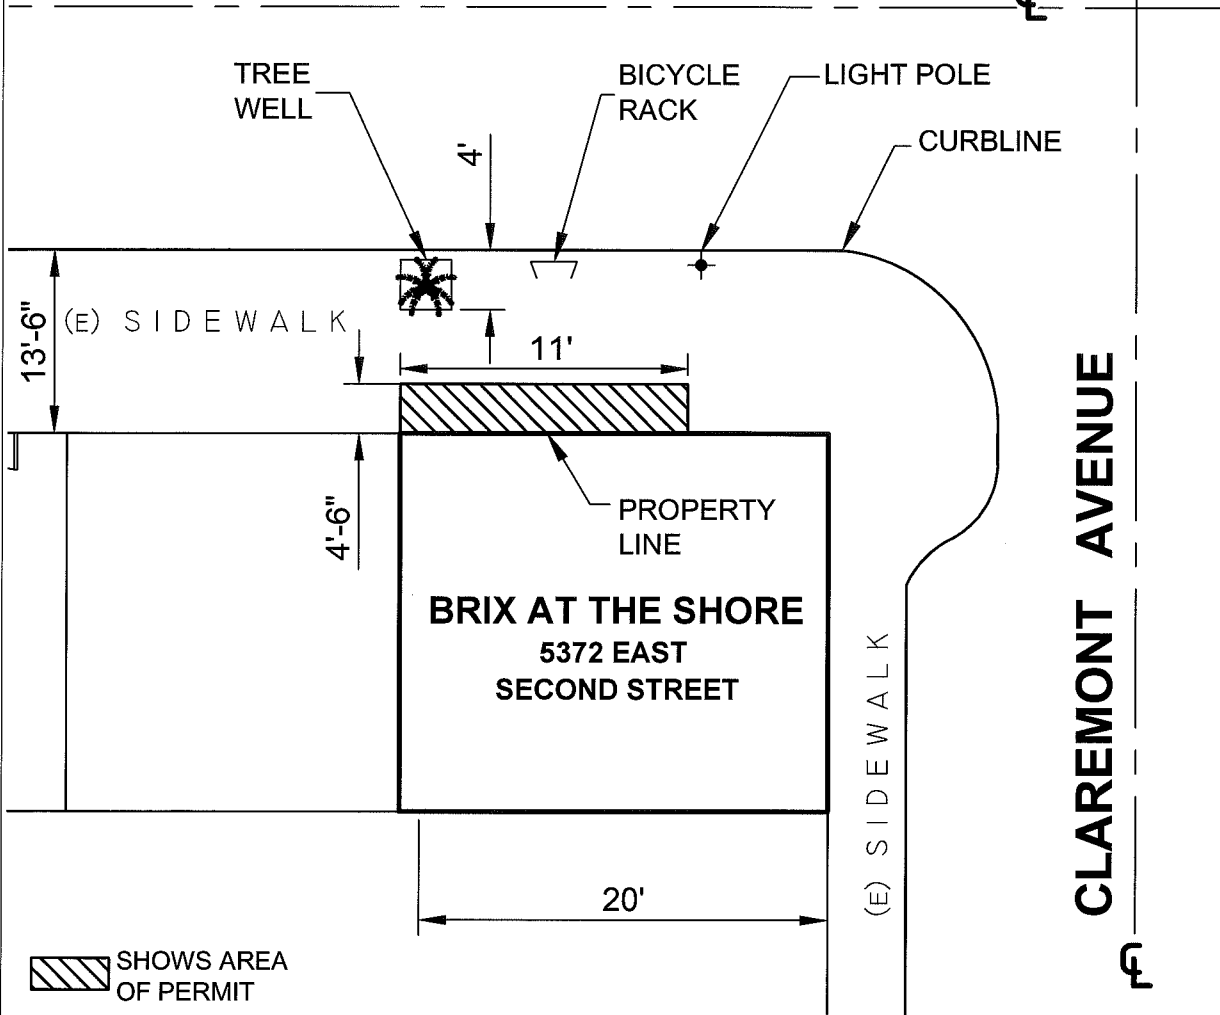 ℄
TREE
WELL
BICYCLE
RACK
LIGHT POLE
CURBLINE
4'
13'-6"
(E) SIDEWALK
11'
4'-6"
PROPERTY
LINE
BRIX AT THE SHORE
5372 EAST
SECOND STREET
(E) SIDEWALK
CLAREMONT AVENUE
20'
℄
SHOWS AREA
OF PERMIT